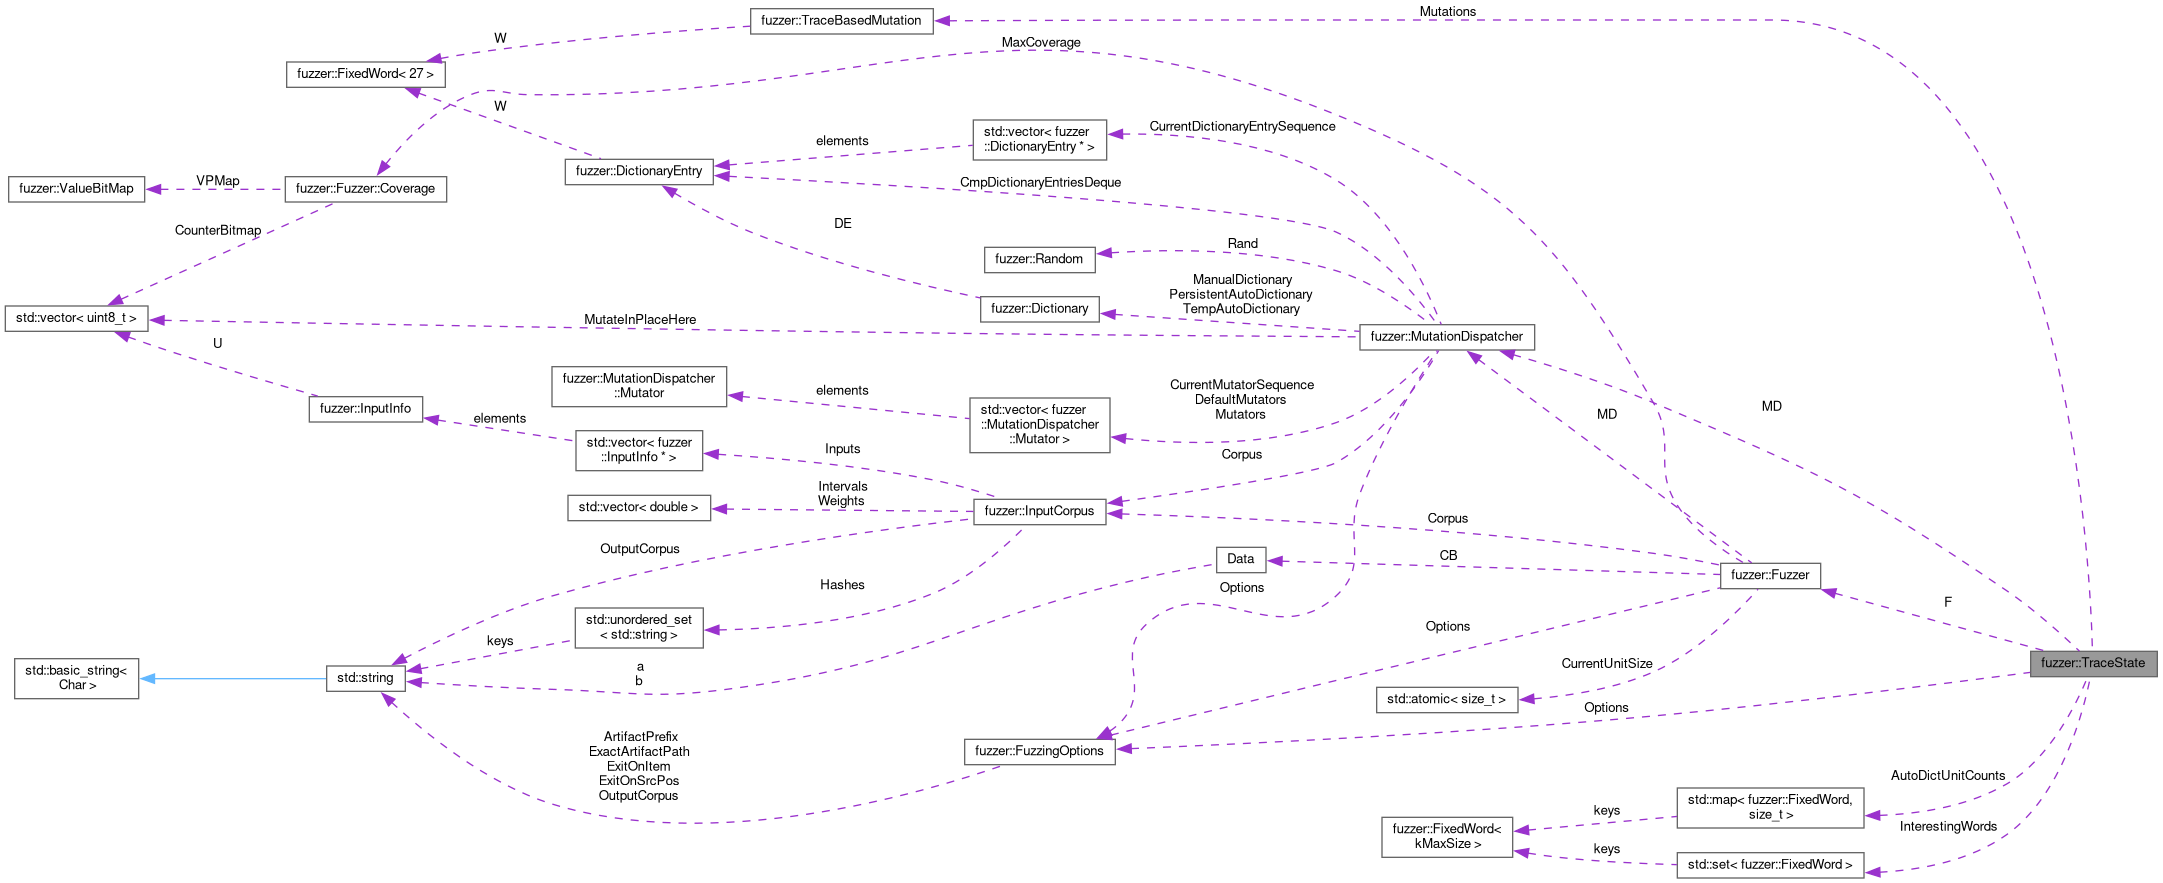 fuzzer::TraceBasedMutation
Mutations
W
MaxCoverage
fuzzer::FixedWord< 27 >
W
std::vector< fuzzer
::DictionaryEntry * >
CurrentDictionaryEntrySequence
elements
fuzzer::DictionaryEntry
CmpDictionaryEntriesDeque
fuzzer::ValueBitMap
VPMap
fuzzer::Fuzzer::Coverage
CounterBitmap
DE
Rand
fuzzer::Random
ManualDictionary
PersistentAutoDictionary
TempAutoDictionary
fuzzer::Dictionary
std::vector< uint8_t >
MutateInPlaceHere
fuzzer::MutationDispatcher
U
fuzzer::MutationDispatcher
::Mutator
elements
CurrentMutatorSequence
DefaultMutators
Mutators
std::vector< fuzzer
::MutationDispatcher
::Mutator >
fuzzer::InputInfo
elements
MD
MD
std::vector< fuzzer
::InputInfo * >
Inputs
Corpus
Intervals
Weights
std::vector< double >
fuzzer::InputCorpus
Corpus
OutputCorpus
Data
CB
fuzzer::Fuzzer
Hashes
Options
F
std::unordered_set
< std::string >
keys
Options
a
b
std::basic_string<
Char >
std::string
CurrentUnitSize
fuzzer::TraceState
std::atomic< size_t >
Options
ArtifactPrefix
ExactArtifactPath
ExitOnItem
ExitOnSrcPos
OutputCorpus
fuzzer::FuzzingOptions
AutoDictUnitCounts
std::map< fuzzer::FixedWord,
size_t >
keys
fuzzer::FixedWord<
kMaxSize >
InterestingWords
keys
std::set< fuzzer::FixedWord >